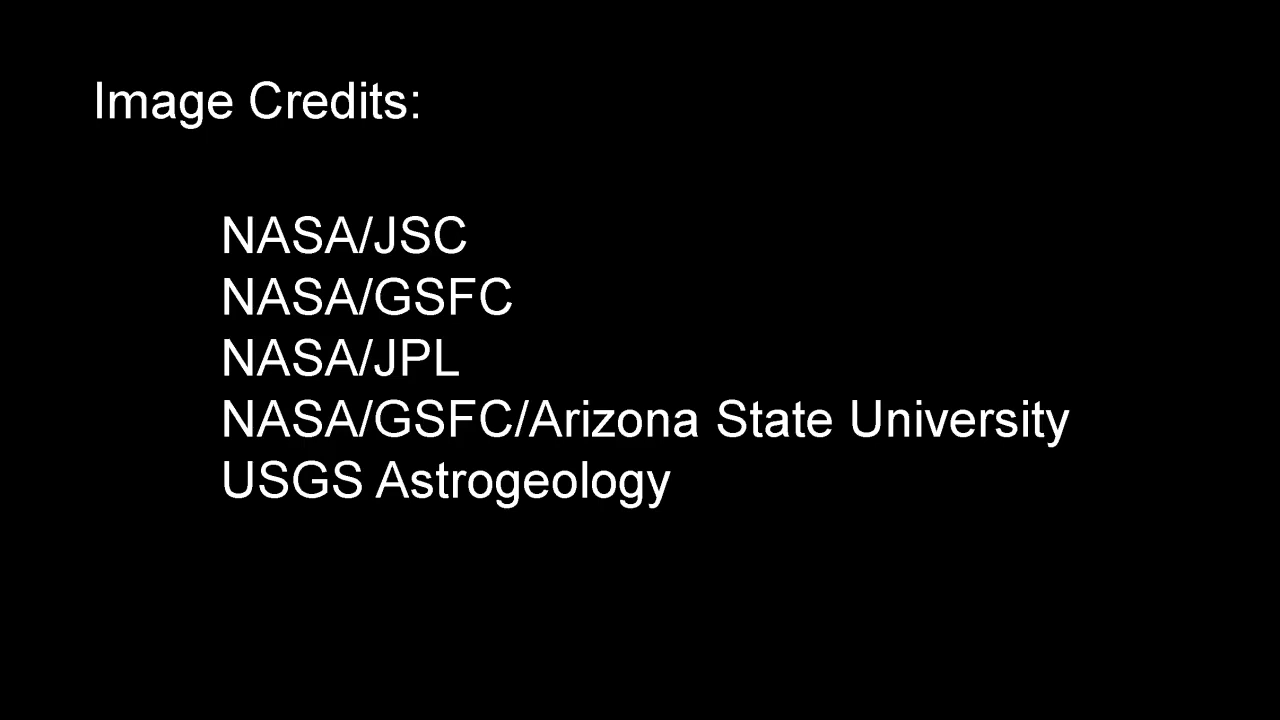 Image Credits:
NASA/JSC
NASA/GSFC
NASA/JPL
NASA/GSFC/Arizona State University
USGS Astrogeology